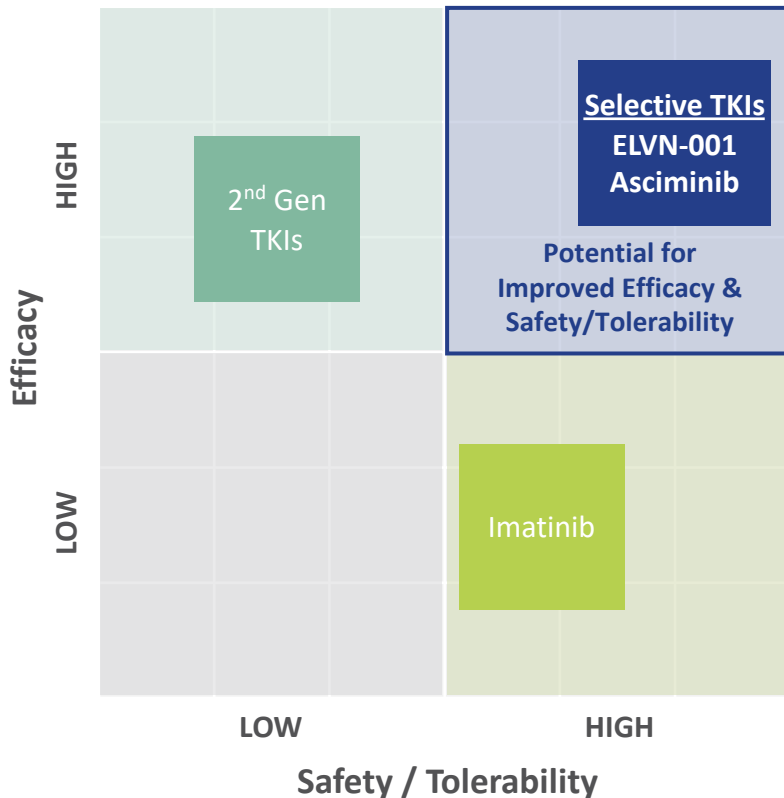 Efficacy
HIGH
LOW
2nd Gen
TKIs
Selective TKIs
ELVN-001
Asciminib
Potential for
Improved Efficacy &
Safety/Tolerability
Imatinib
LOW
HIGH
Safety / Tolerability